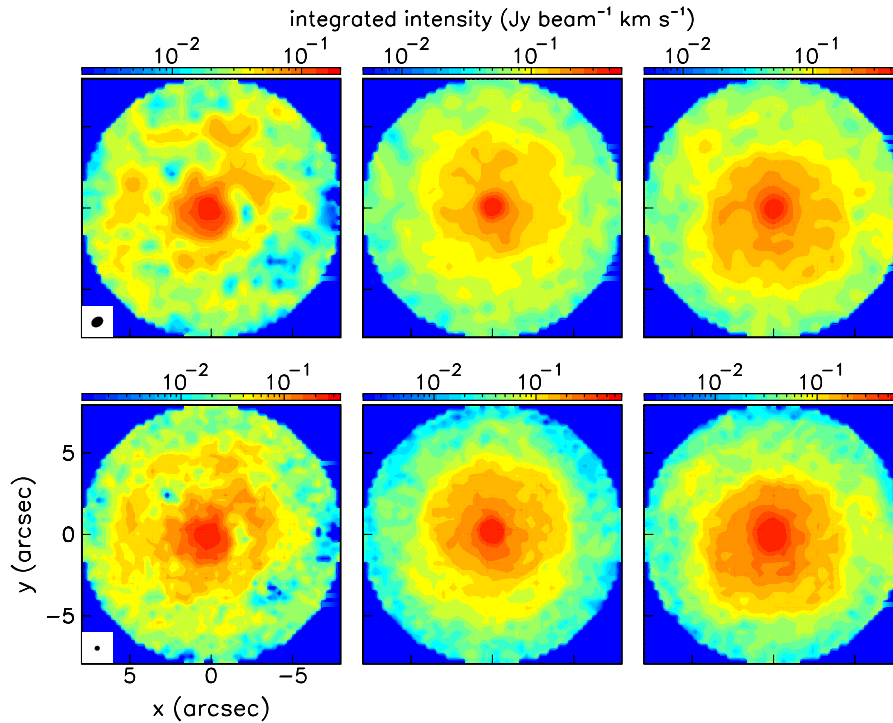 integrated intensity (Jy beam⁻¹ km s⁻¹)
10⁻² 10⁻¹ 10⁻² 10⁻¹ 10⁻² 10⁻¹
10⁻² 10⁻¹ 10⁻² 10⁻¹ 10⁻² 10⁻¹
5
0
−5
y (arcsec)
5 0 −5
x (arcsec)